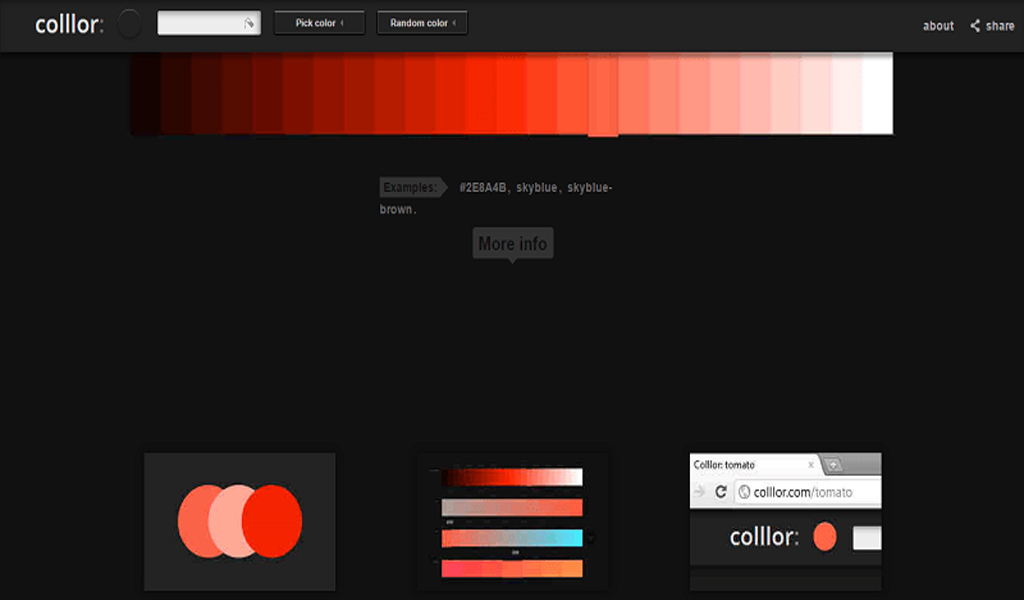 colllor:
Pick color
Random color
about
share
Examples: #2E8A4B, skyblue, skyblue-
brown.
More info
Colllor: tomato
colllor.com/tomato
colllor: